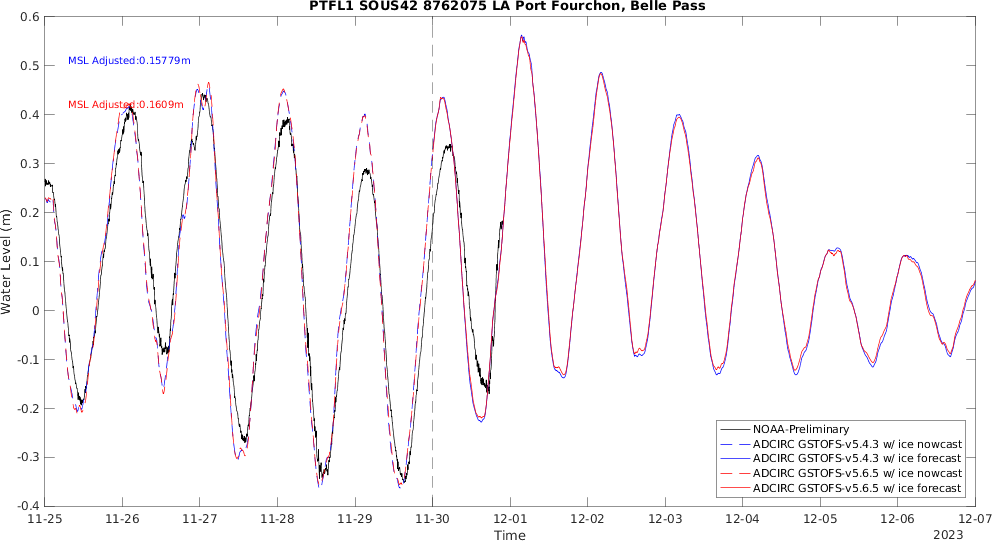 PTFL1 SOUS42 8762075 LA Port Fourchon, Belle Pass
0.6
0.5
0.4
0.3
0.2
0.1
0
-0.1
-0.2
-0.3
-0.4
Water Level (m)
MSL Adjusted:0.15779m
MSL Adjusted:0.1609m
NOAA-Preliminary
ADCIRC GSTOFS-v5.4.3 w/ ice nowcast
ADCIRC GSTOFS-v5.4.3 w/ ice forecast
ADCIRC GSTOFS-v5.6.5 w/ ice nowcast
ADCIRC GSTOFS-v5.6.5 w/ ice forecast
11-25 11-26 11-27 11-28 11-29 11-30 12-01 12-02 12-03 12-04 12-05 12-06 12-07
Time
2023